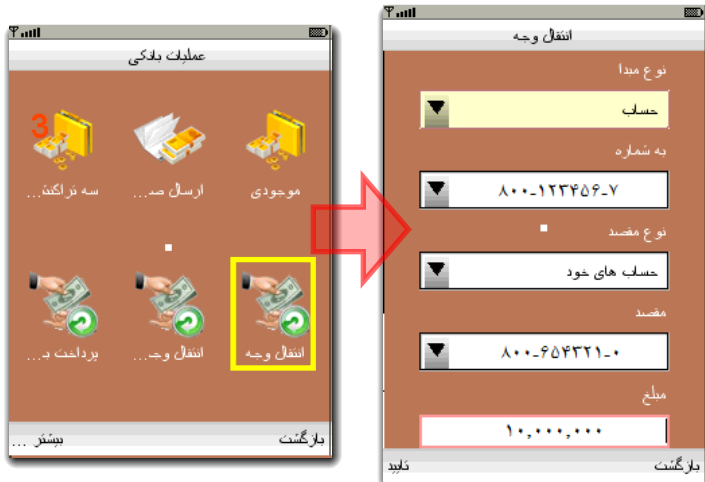 عملیات بانکی
موجودی
ارسال صد...
3
سه تراکنش...
انتقال وجه
انتقال وجـ...
پرداخت بـ...
بازگشت
بیشتر ...
انتقال وجه
نوع مبدا
حساب
به شماره
۸۰۰-۱۲۳۴۵۶-۷
نوع مقصد
حساب های خود
مقصد
۸۰۰-۶۵۴۳۲۱-۰
مبلغ
۱۰,۰۰۰,۰۰۰
بازگشت
تایید